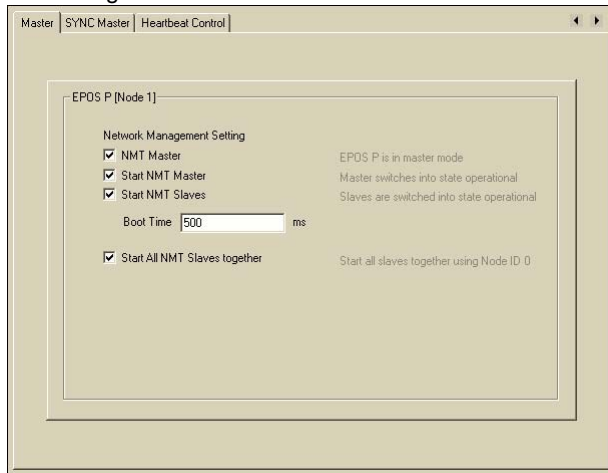 Master SYNC Master Heartbeat Control
EPOS P [Node 1]
Network Management Setting
NMT Master EPOS P is in master mode
Start NMT Master Master switches into state operational
Start NMT Slaves Slaves are switched into state operational
Boot Time 500 ms
Start All NMT Slaves together Start all slaves together using Node ID 0